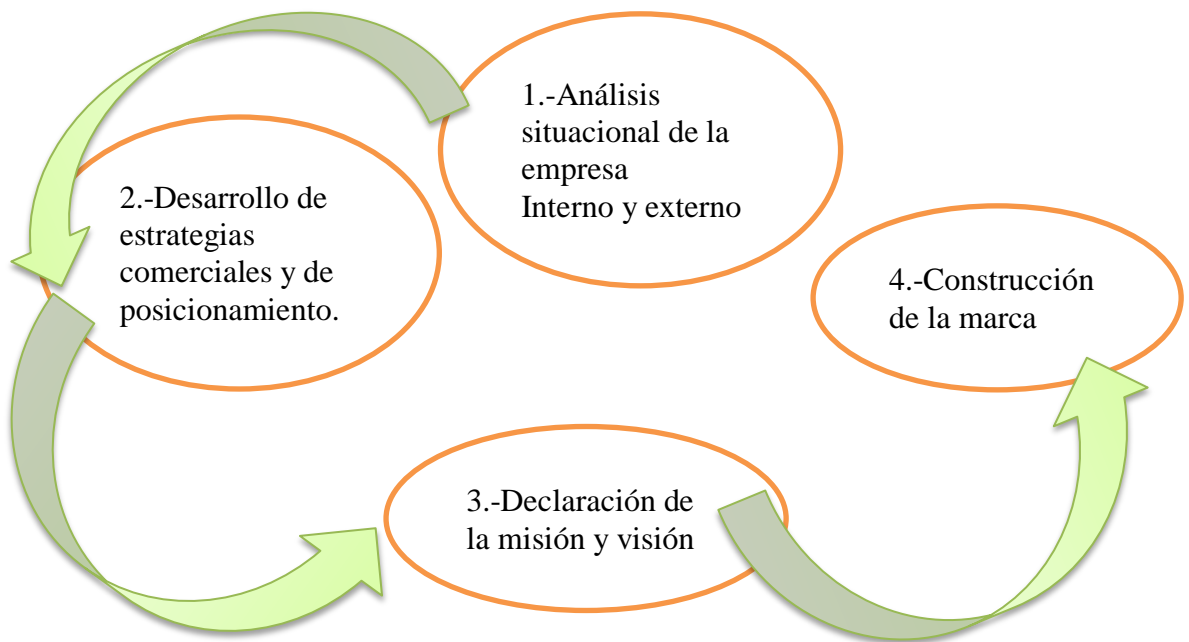 1.-Análisis
situacional de la
empresa
Interno y externo
2.-Desarrollo de
estrategias
comerciales y de
posicionamiento.
3.-Declaración de
la misión y visión
4.-Construcción
de la marca